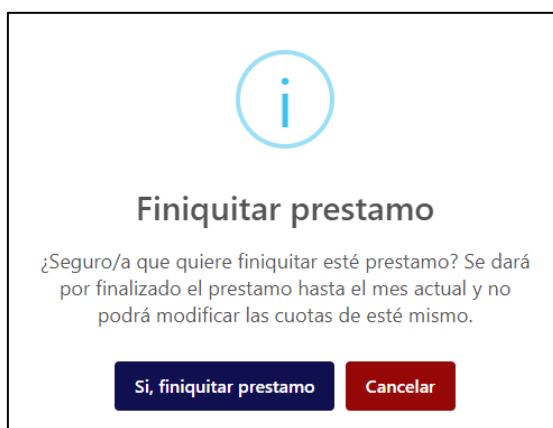 Finiquitar prestamo
¿Seguro/a que quiere finiquitar esté prestamo? Se dará
por finalizado el prestamo hasta el mes actual y no
podrá modificar las cuotas de esté mismo.
Si, finiquitar prestamo Cancelar